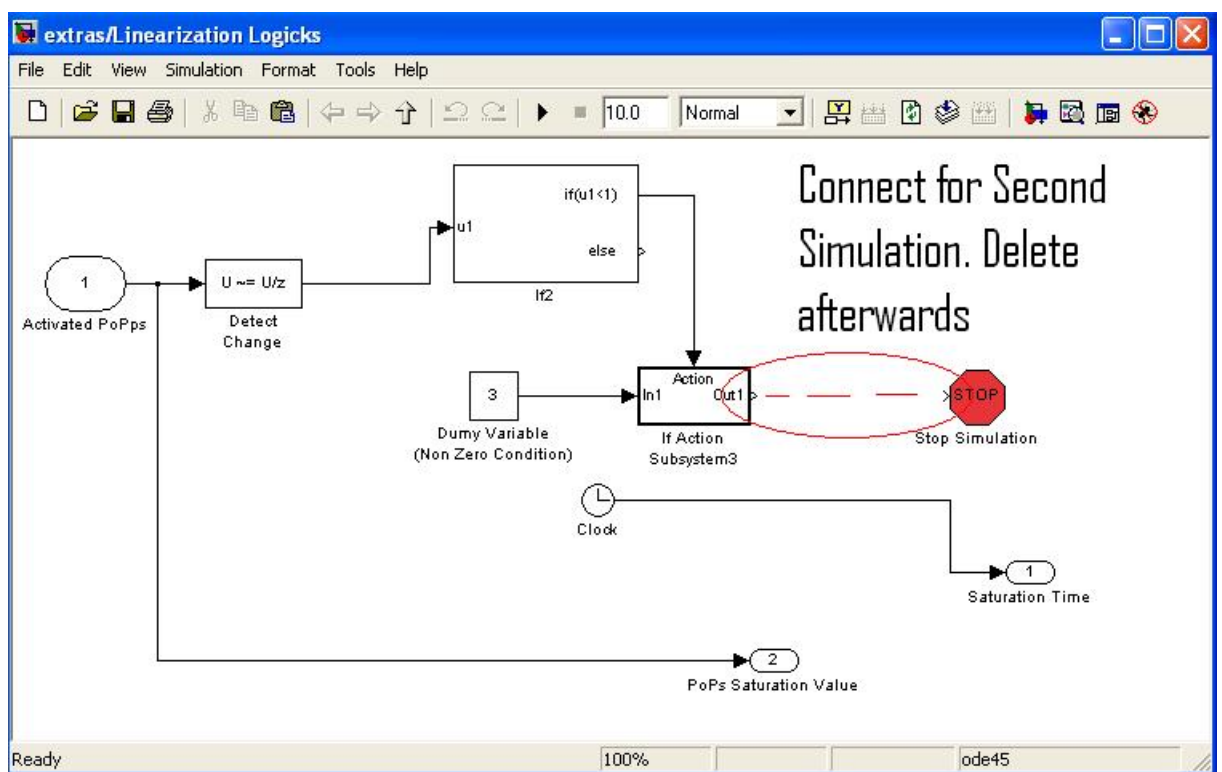 extras/Linearization Logicks
File Edit View Simulation Format Tools Help
10.0 Normal
Connect for Second
Simulation. Delete
afterwards
if(u1<1)
u1
else
If2
1
Activated PoPps
U ~= U/z
Detect
Change
3
Dumy Variable
(Non Zero Condition)
Action
In1 Out1
If Action
Subsystem3
STOP
Stop Simulation
Clock
1
Saturation Time
2
PoPs Saturation Value
Ready 100% ode45